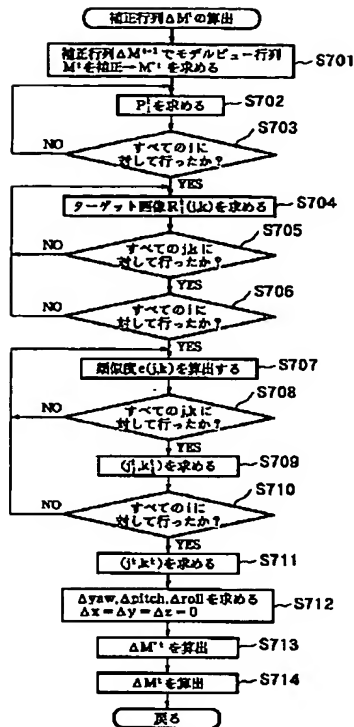 補正行列ΔMᵗの算出
補正行列ΔMᵗ⁻¹でモデルビュー行列
Mᵗを補正→M'ᵗを求める
S701
を求める
S702
すべてのiに
対して行ったか?
S703
NO
YES
ターゲット画像R(j,k)を求める
S704
すべてのj,kに
対して行ったか?
S705
NO
YES
すべてのiに
対して行ったか?
S706
NO
YES
類似度e(j,k)を算出する
S707
すべてのj,kに
対して行ったか?
S708
NO
YES
を求める
S709
すべてのiに
対して行ったか?
S710
NO
YES
(jᵗ,kᵗ)を求める
S711
Δyaw,Δpitch,Δrollを求める
Δx=Δy=Δz=0
S712
ΔM'ᵗを算出
S713
ΔMᵗを算出
S714
戻る